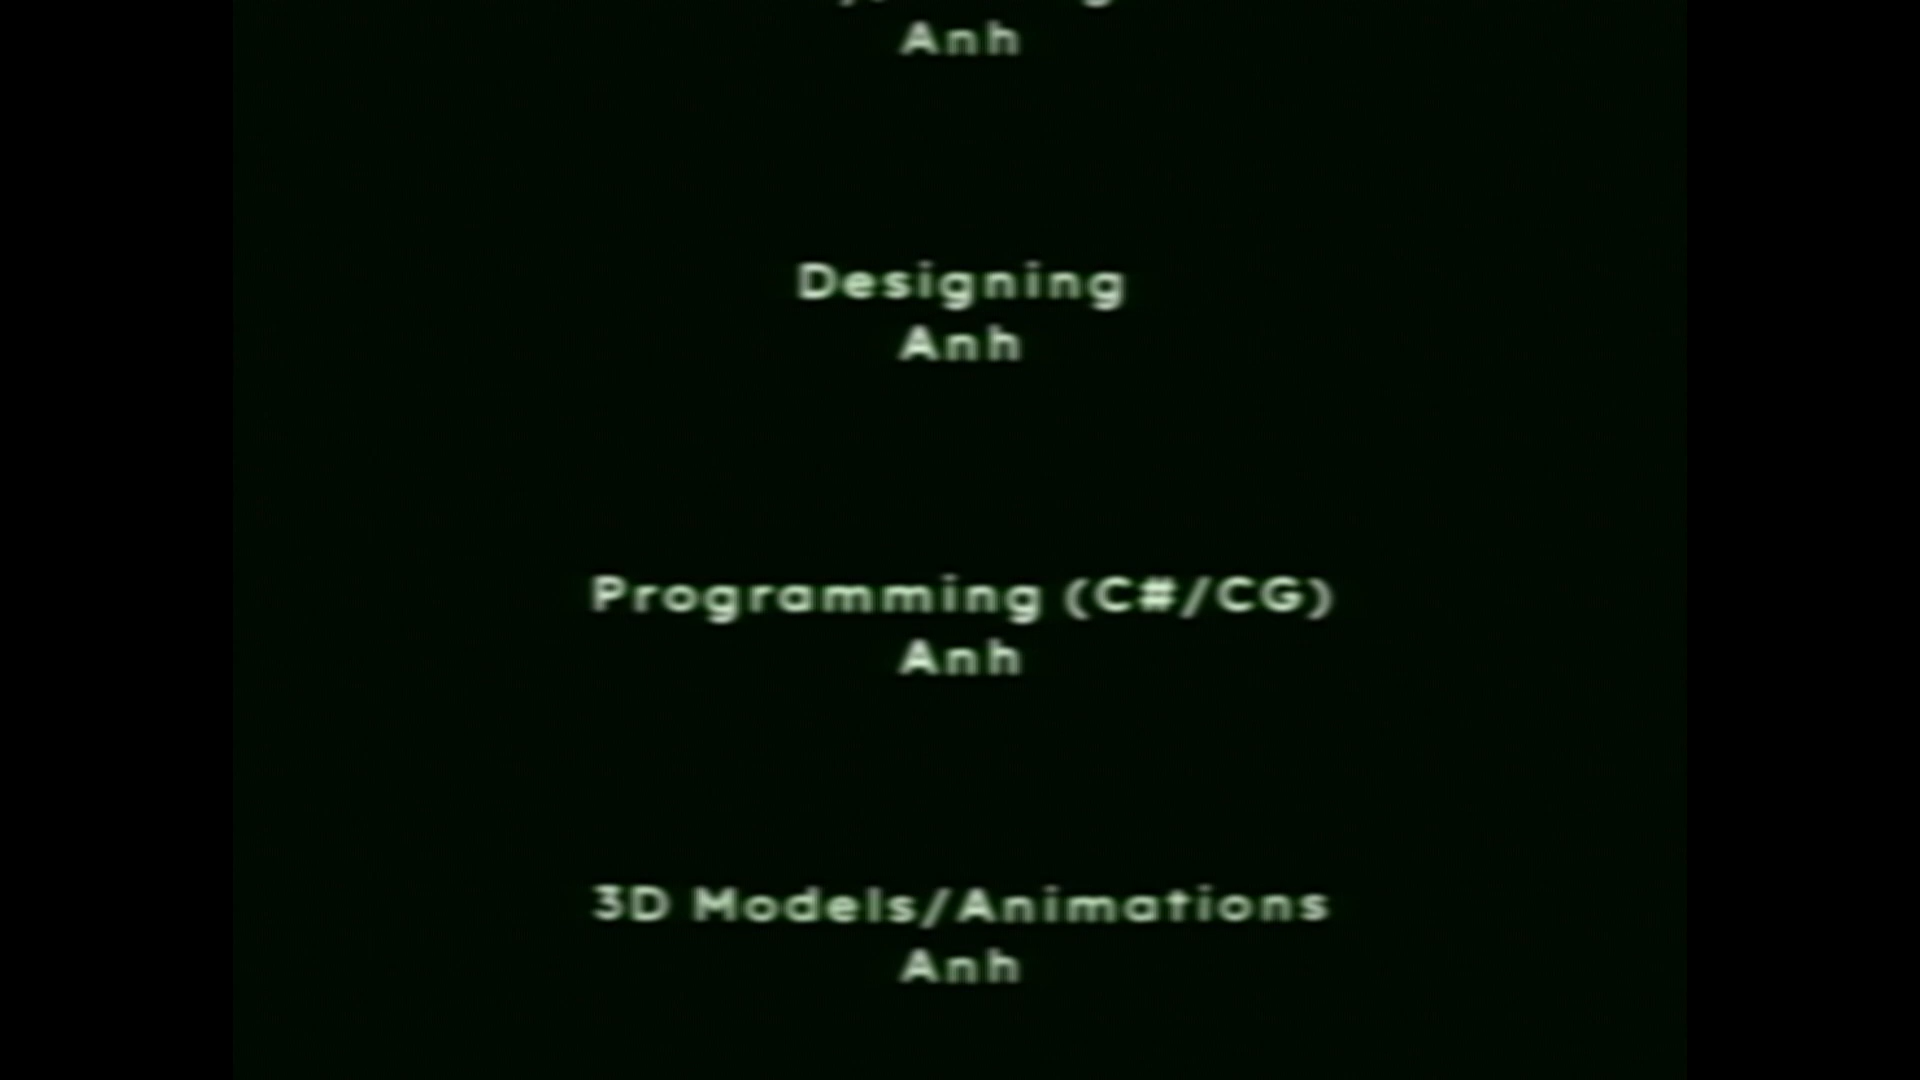 Anh
Designing
Anh
Programming (C#/CG)
Anh
3D Models/Animations
Anh